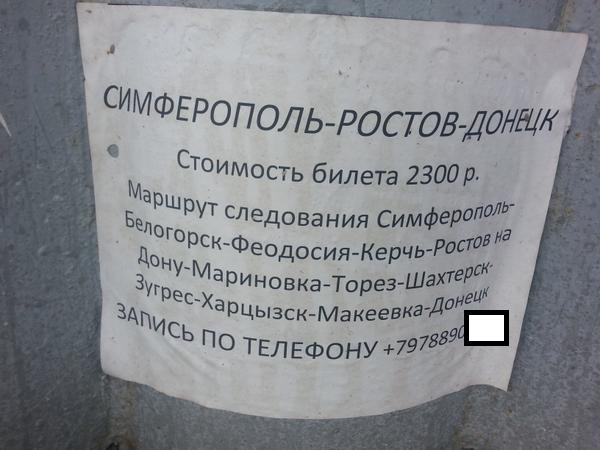 СИМФЕРОПОЛЬ-РОСТОВ-ДОНЕЦК
Стоимость билета 2300 р.
Маршрут следования Симферополь-
Белогорск-Феодосия-Керчь-Ростов на
Дону-Мариновка-Торез-Шахтерск-
Зугрес-Харцызск-Макеевка-Донецк
ЗАПИСЬ ПО ТЕЛЕФОНУ +7978890